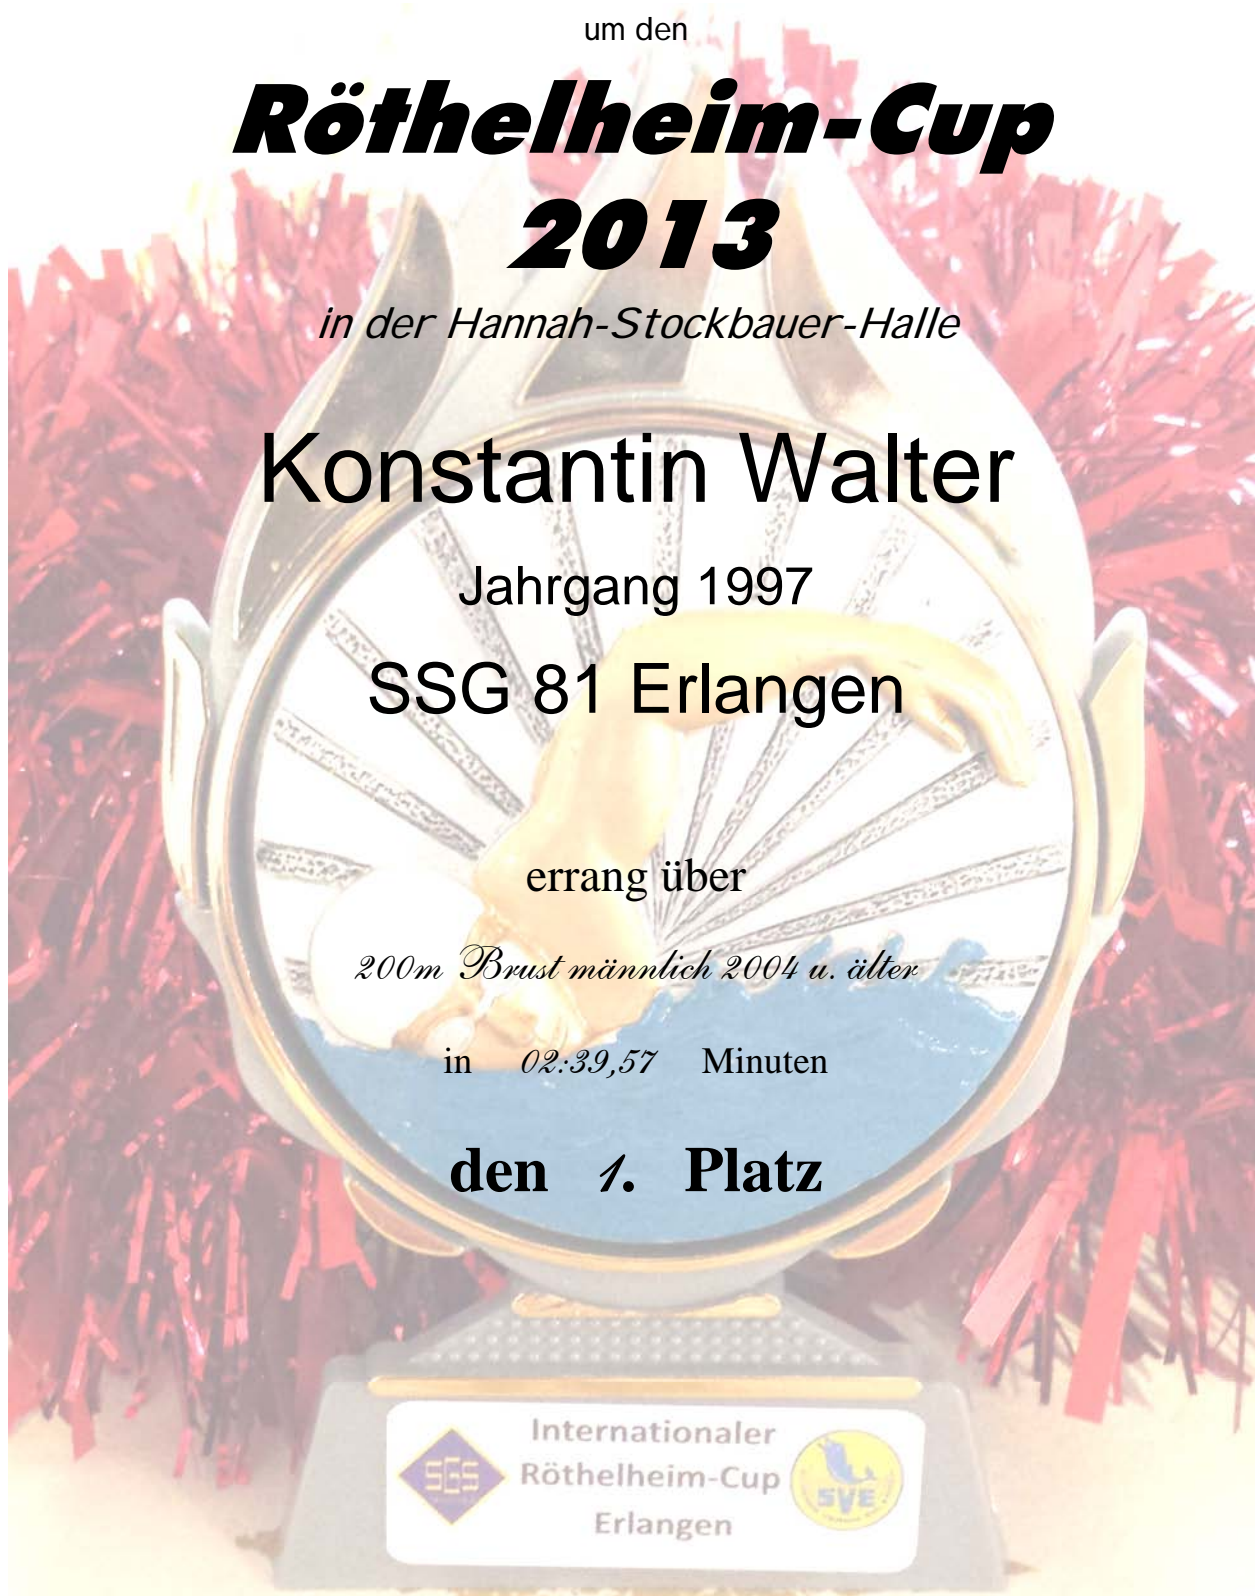 um den
Röthelheim-Cup
2013
in der Hannah-Stockbauer-Halle
Konstantin Walter
Jahrgang 1997
SSG 81 Erlangen
errang über
200m Brust männlich 2004 u. älter
in 02:39,57 Minuten
den 1. Platz
Internationaler
SGS Röthelheim-Cup SVE
Erlangen